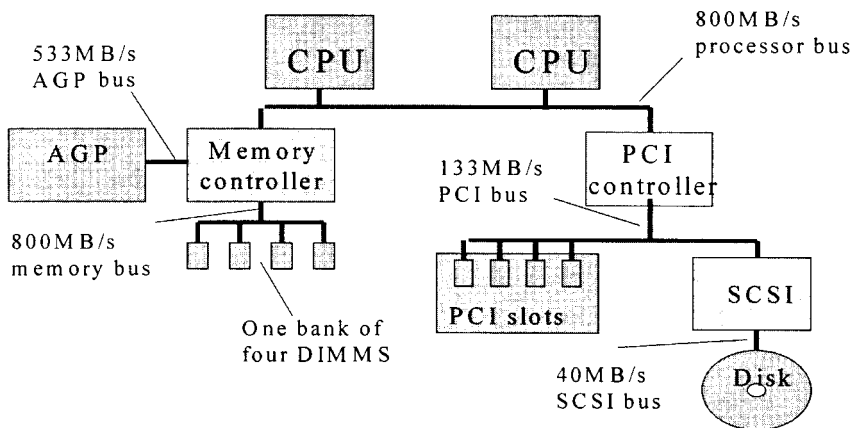 800MB/s
processor bus
533MB/s
AGP bus
CPU
CPU
AGP
Memory
controller
133MB/s
PCI bus
PCI
controller
800MB/s
memory bus
One bank of
four DIMMS
PCI slots
SCSI
40MB/s
SCSI bus
Disk